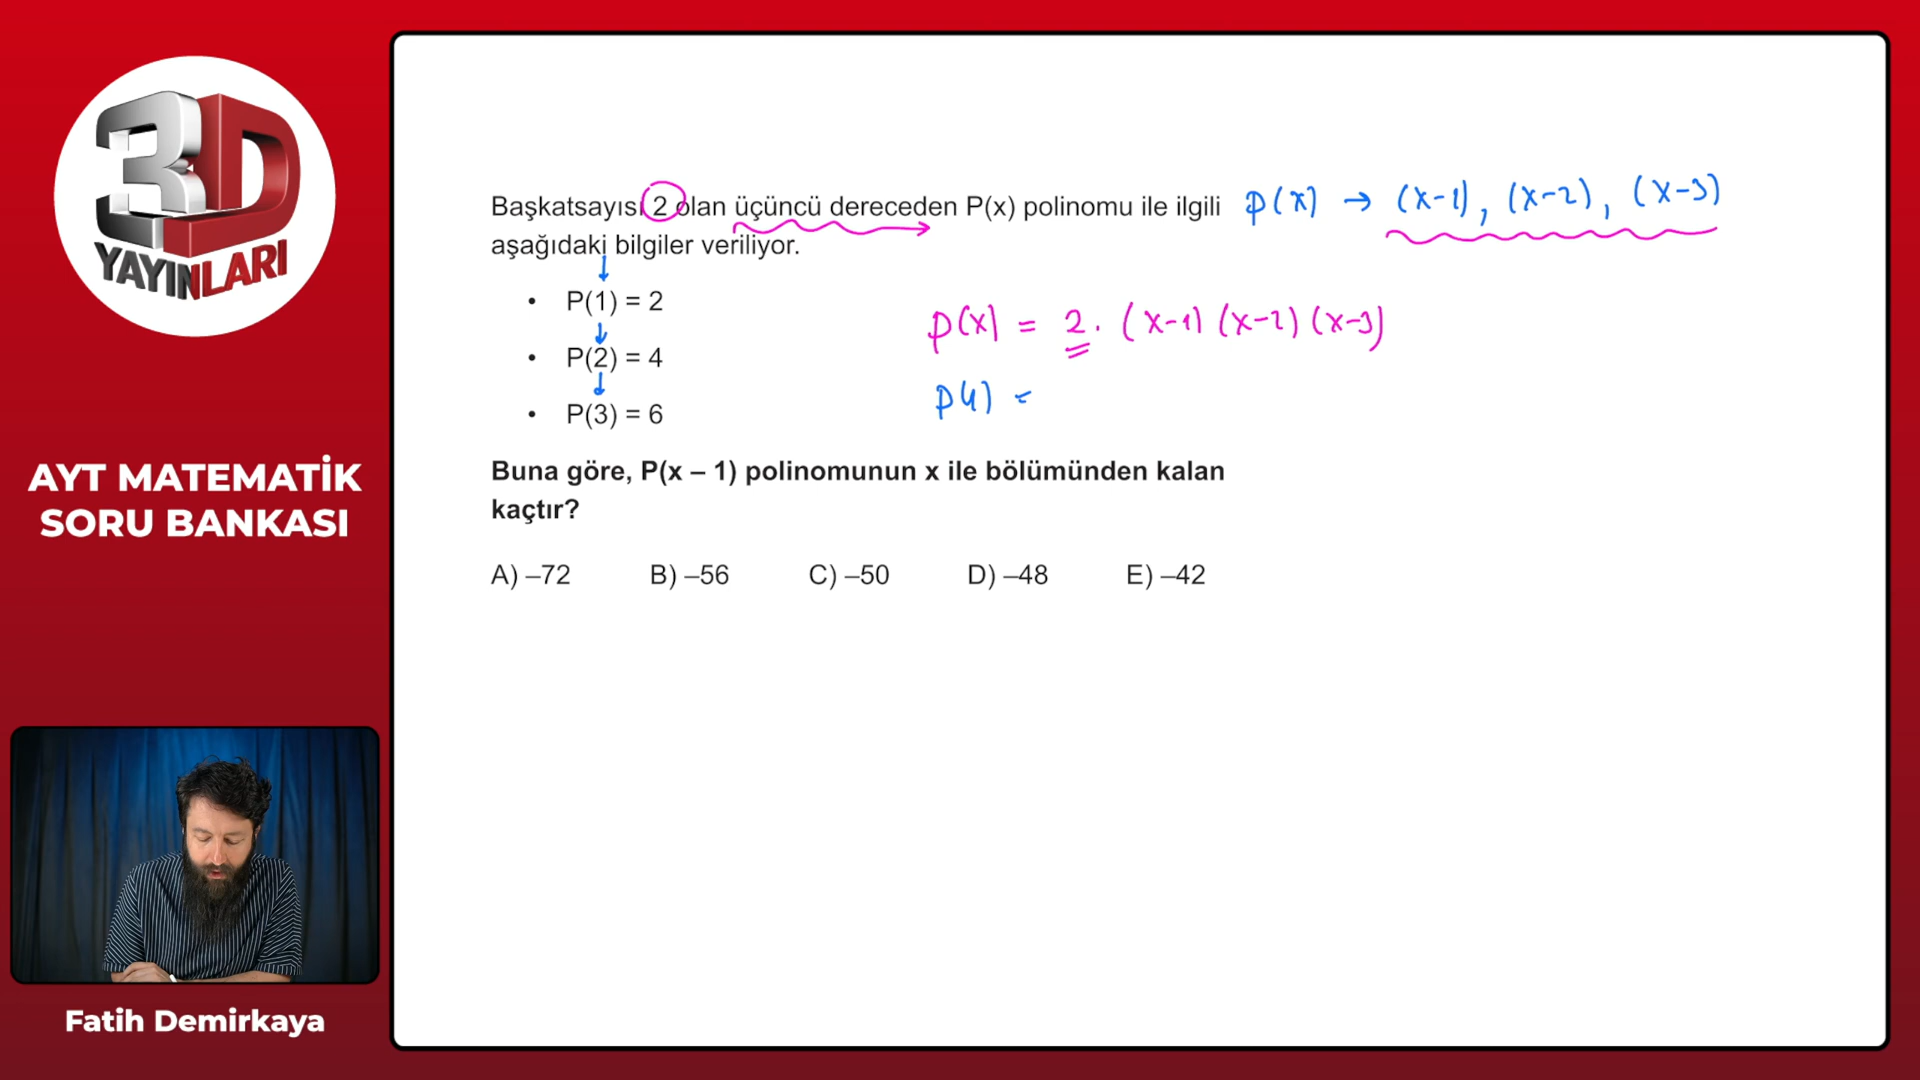 3D
YAYINLARI
AYT MATEMATİK
SORU BANKASI
Fatih Demirkaya
Başkatsayısı 2 olan üçüncü dereceden P(x) polinomu ile ilgili
aşağıdaki bilgiler veriliyor.
• P(1) = 2
• P(2) = 4
• P(3) = 6
Buna göre, P(x – 1) polinomunun x ile bölümünden kalan
kaçtır?
A) –72 B) –56 C) –50 D) –48 E) –42
P(x) → (x-1), (x-2), (x-3)
P(x) = 2. (x-1) (x-2) (x-3)
P(1) =